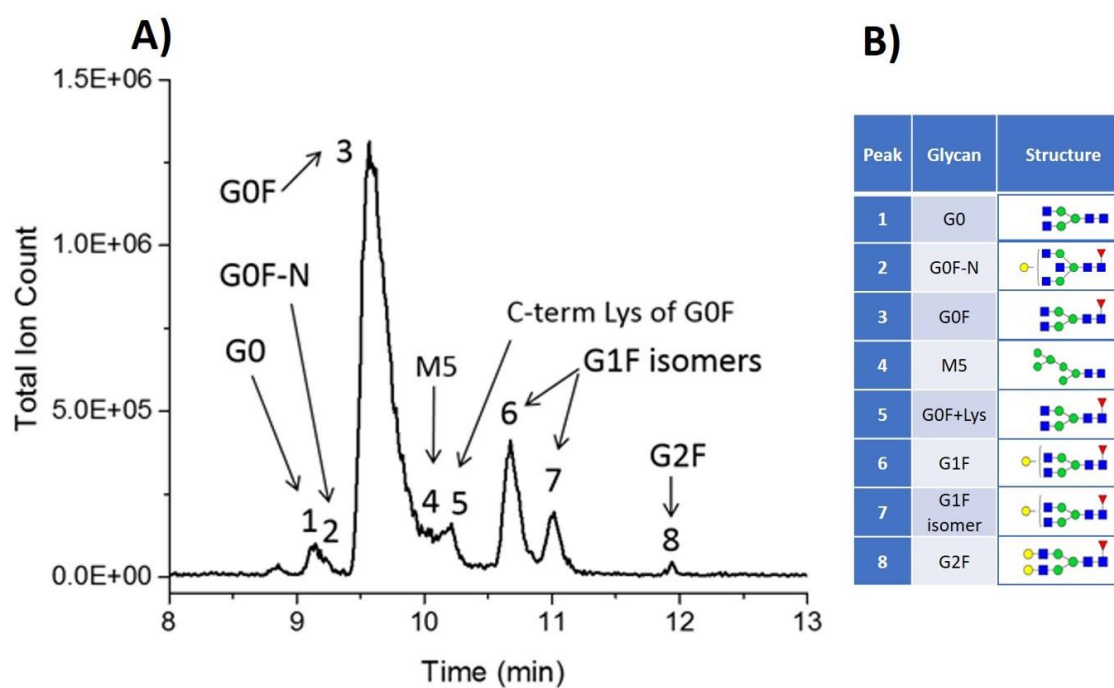 A)
1.5E+06
1.0E+06
5.0E+05
0.0E+00
Total Ion Count
8 9 10 11 12 13
Time (min)
G0F
3
G0F-N
G0
1
2
M5
4
C-term Lys of G0F
5
G1F isomers
6
7
G2F
8
B)
Peak Glycan Structure
1 G0
2 G0F-N
3 G0F
4 M5
5 G0F+Lys
6 G1F
7 G1F
isomer
8 G2F